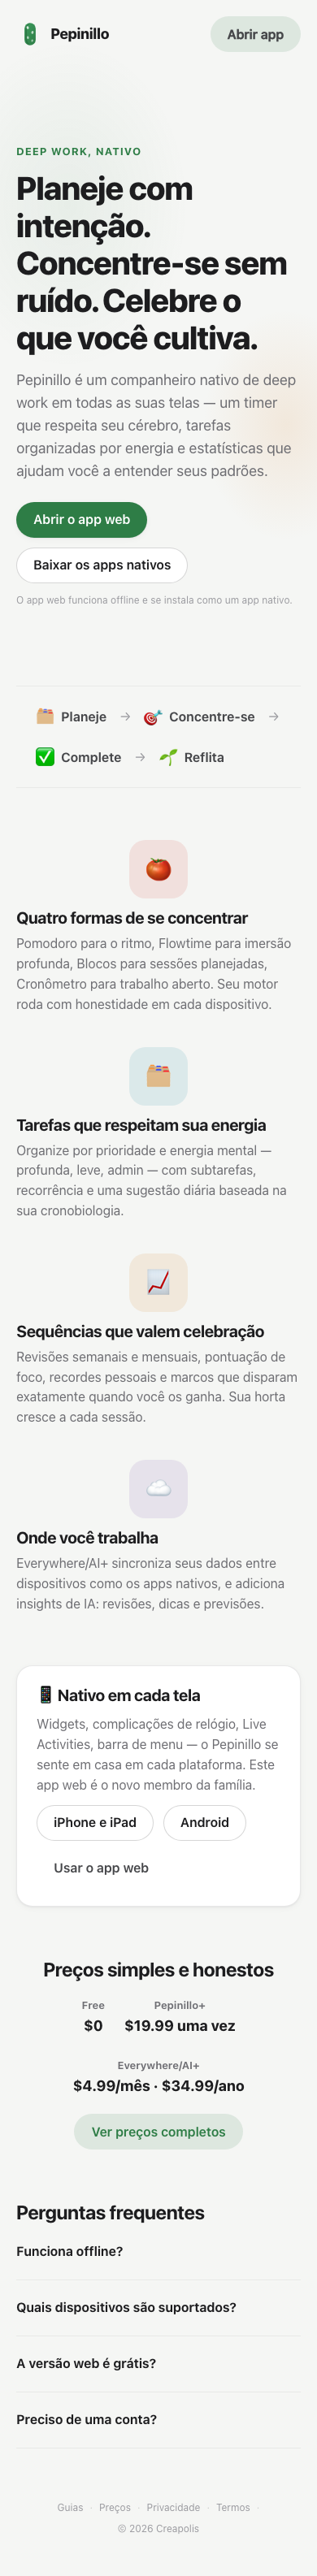 Pepinillo
Abrir app
DEEP WORK, NATIVO
Planeje com
intenção.
Concentre-se sem
ruído. Celebre o
que você cultiva.
Pepinillo é um companheiro nativo de deep
work em todas as suas telas — um timer
que respeita seu cérebro, tarefas
organizadas por energia e estatísticas que
ajudam você a entender seus padrões.
Abrir o app web
Baixar os apps nativos
O app web funciona offline e se instala como um app nativo.
Planeje → Concentre-se →
Complete → Reflita
Quatro formas de se concentrar
Pomodoro para o ritmo, Flowtime para imersão
profunda, Blocos para sessões planejadas,
Cronômetro para trabalho aberto. Seu motor
roda com honestidade em cada dispositivo.
Tarefas que respeitam sua energia
Organize por prioridade e energia mental —
profunda, leve, admin — com subtarefas,
recorrência e uma sugestão diária baseada na
sua cronobiologia.
Sequências que valem celebração
Revisões semanais e mensuais, pontuação de
foco, recordes pessoais e marcos que disparam
exatamente quando você os ganha. Sua horta
cresce a cada sessão.
Onde você trabalha
Everywhere/AI+ sincroniza seus dados entre
dispositivos como os apps nativos, e adiciona
insights de IA: revisões, dicas e previsões.
Nativo em cada tela
Widgets, complicações de relógio, Live
Activities, barra de menu — o Pepinillo se
sente em casa em cada plataforma. Este
app web é o novo membro da família.
iPhone e iPad
Android
Usar o app web
Preços simples e honestos
Free
$0
Pepinillo+
$19.99 uma vez
Everywhere/AI+
$4.99/mês · $34.99/ano
Ver preços completos
Perguntas frequentes
Funciona offline?
Quais dispositivos são suportados?
A versão web é grátis?
Preciso de uma conta?
Guias · Preços · Privacidade · Termos ·
© 2026 Creapolis